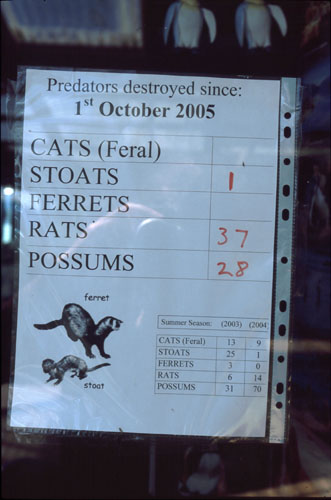 Predators destroyed since:
1st October 2005
CATS (Feral)
STOATS 1
FERRETS
RATS 37
POSSUMS 28
ferret
stoat
Summer Season: (2003) (2004)
CATS (Feral) 13 9
STOATS 25 1
FERRETS 3 0
RATS 6 14
POSSUMS 31 70